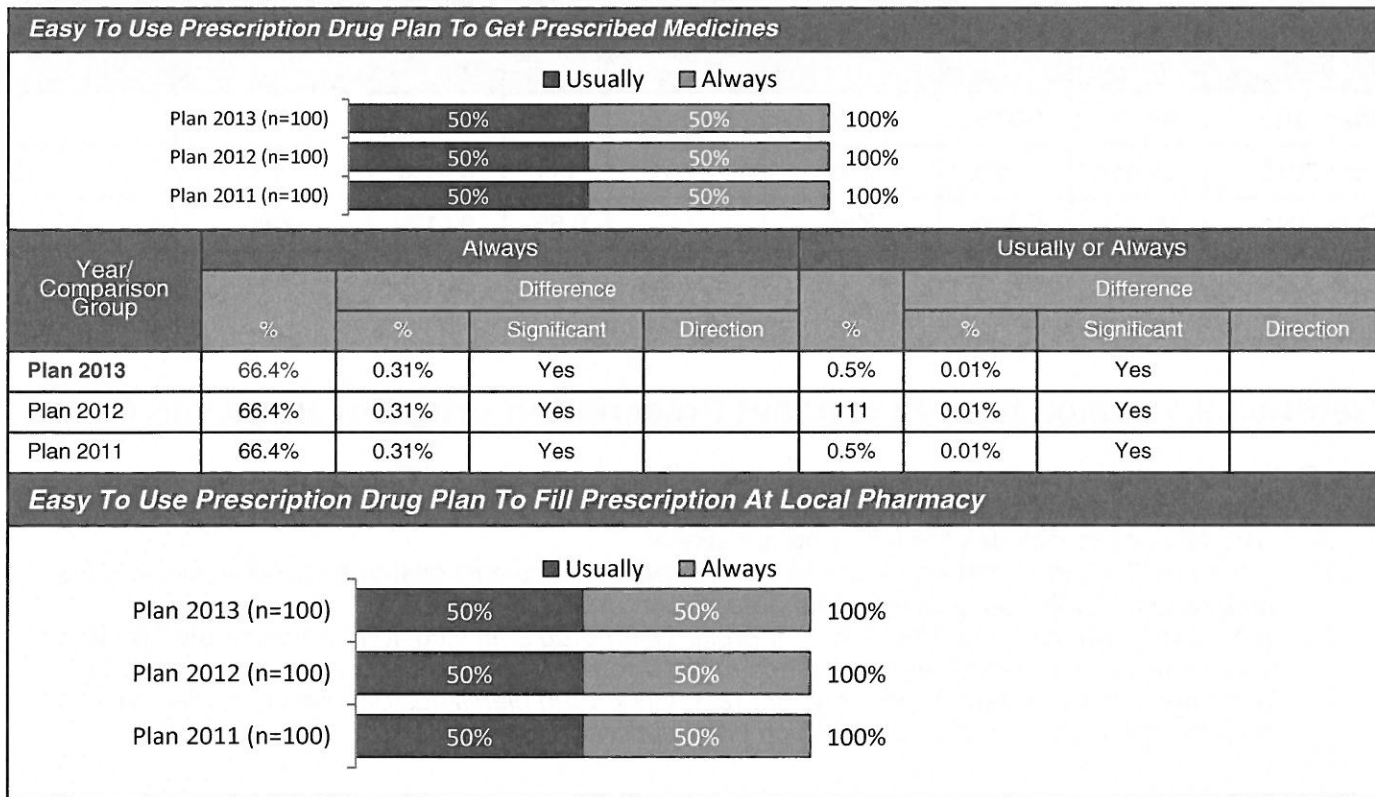 Easy To Use Prescription Drug Plan To Get Prescribed Medicines
Usually Always
Plan 2013 (n=100) 50% 50% 100%
Plan 2012 (n=100) 50% 50% 100%
Plan 2011 (n=100) 50% 50% 100%
Year/
Comparison
Group
Always Usually or Always
Difference Difference
% % Significant Direction % % Significant Direction
Plan 2013 66.4% 0.31% Yes 0.5% 0.01% Yes
Plan 2012 66.4% 0.31% Yes 111 0.01% Yes
Plan 2011 66.4% 0.31% Yes 0.5% 0.01% Yes
Easy To Use Prescription Drug Plan To Fill Prescription At Local Pharmacy
Usually Always
Plan 2013 (n=100) 50% 50% 100%
Plan 2012 (n=100) 50% 50% 100%
Plan 2011 (n=100) 50% 50% 100%